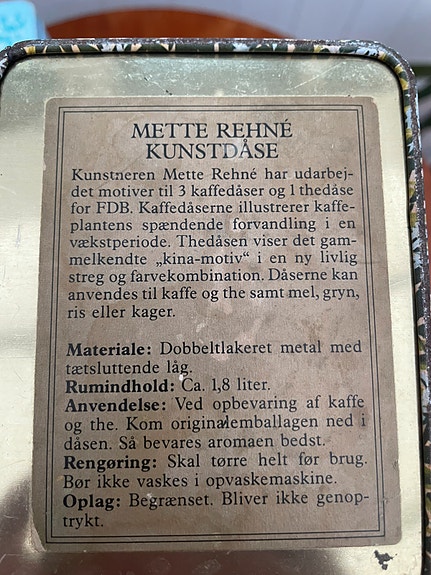 METTE REHNÉ
KUNSTDÅSE
Kunstneren Mette Rehné har udarbej-
det motiver til 3 kaffedåser og 1 thedåse
for FDB. Kaffedåserne illustrerer kaffe-
plantens spændende forvandling i en
vækstperiode. Thedåsen viser det gam-
melkendte „kina-motiv“ i en ny livlig
streg og farvekombination. Dåserne kan
anvendes til kaffe og the samt mel, gryn,
ris eller kager.
Materiale: Dobbeltlakeret metal med
tætsluttende låg.
Rumindhold: Ca. 1,8 liter.
Anvendelse: Ved opbevaring af kaffe
og the. Kom originalemballagen ned i
dåsen. Så bevares aromaen bedst.
Rengøring: Skal tørre helt før brug.
Bør ikke vaskes i opvaskemaskine.
Oplag: Begrænset. Bliver ikke genop-
trykt.